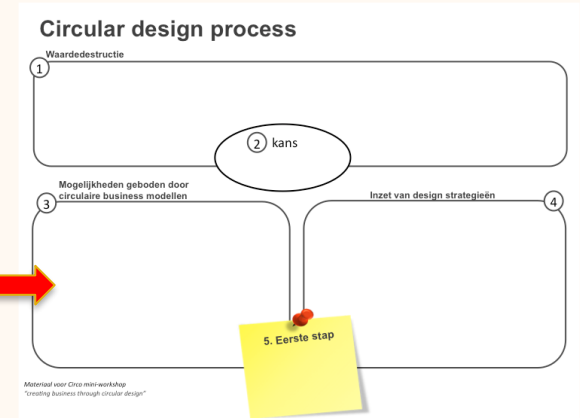 Circular design process
Waardedestructie
1
2 kans
Mogelijkheden geboden door
circulaire business modellen
3
Inzet van design strategieën
4
5. Eerste stap
Materiaal voor Circo mini-workshop
"creating business through circular design"